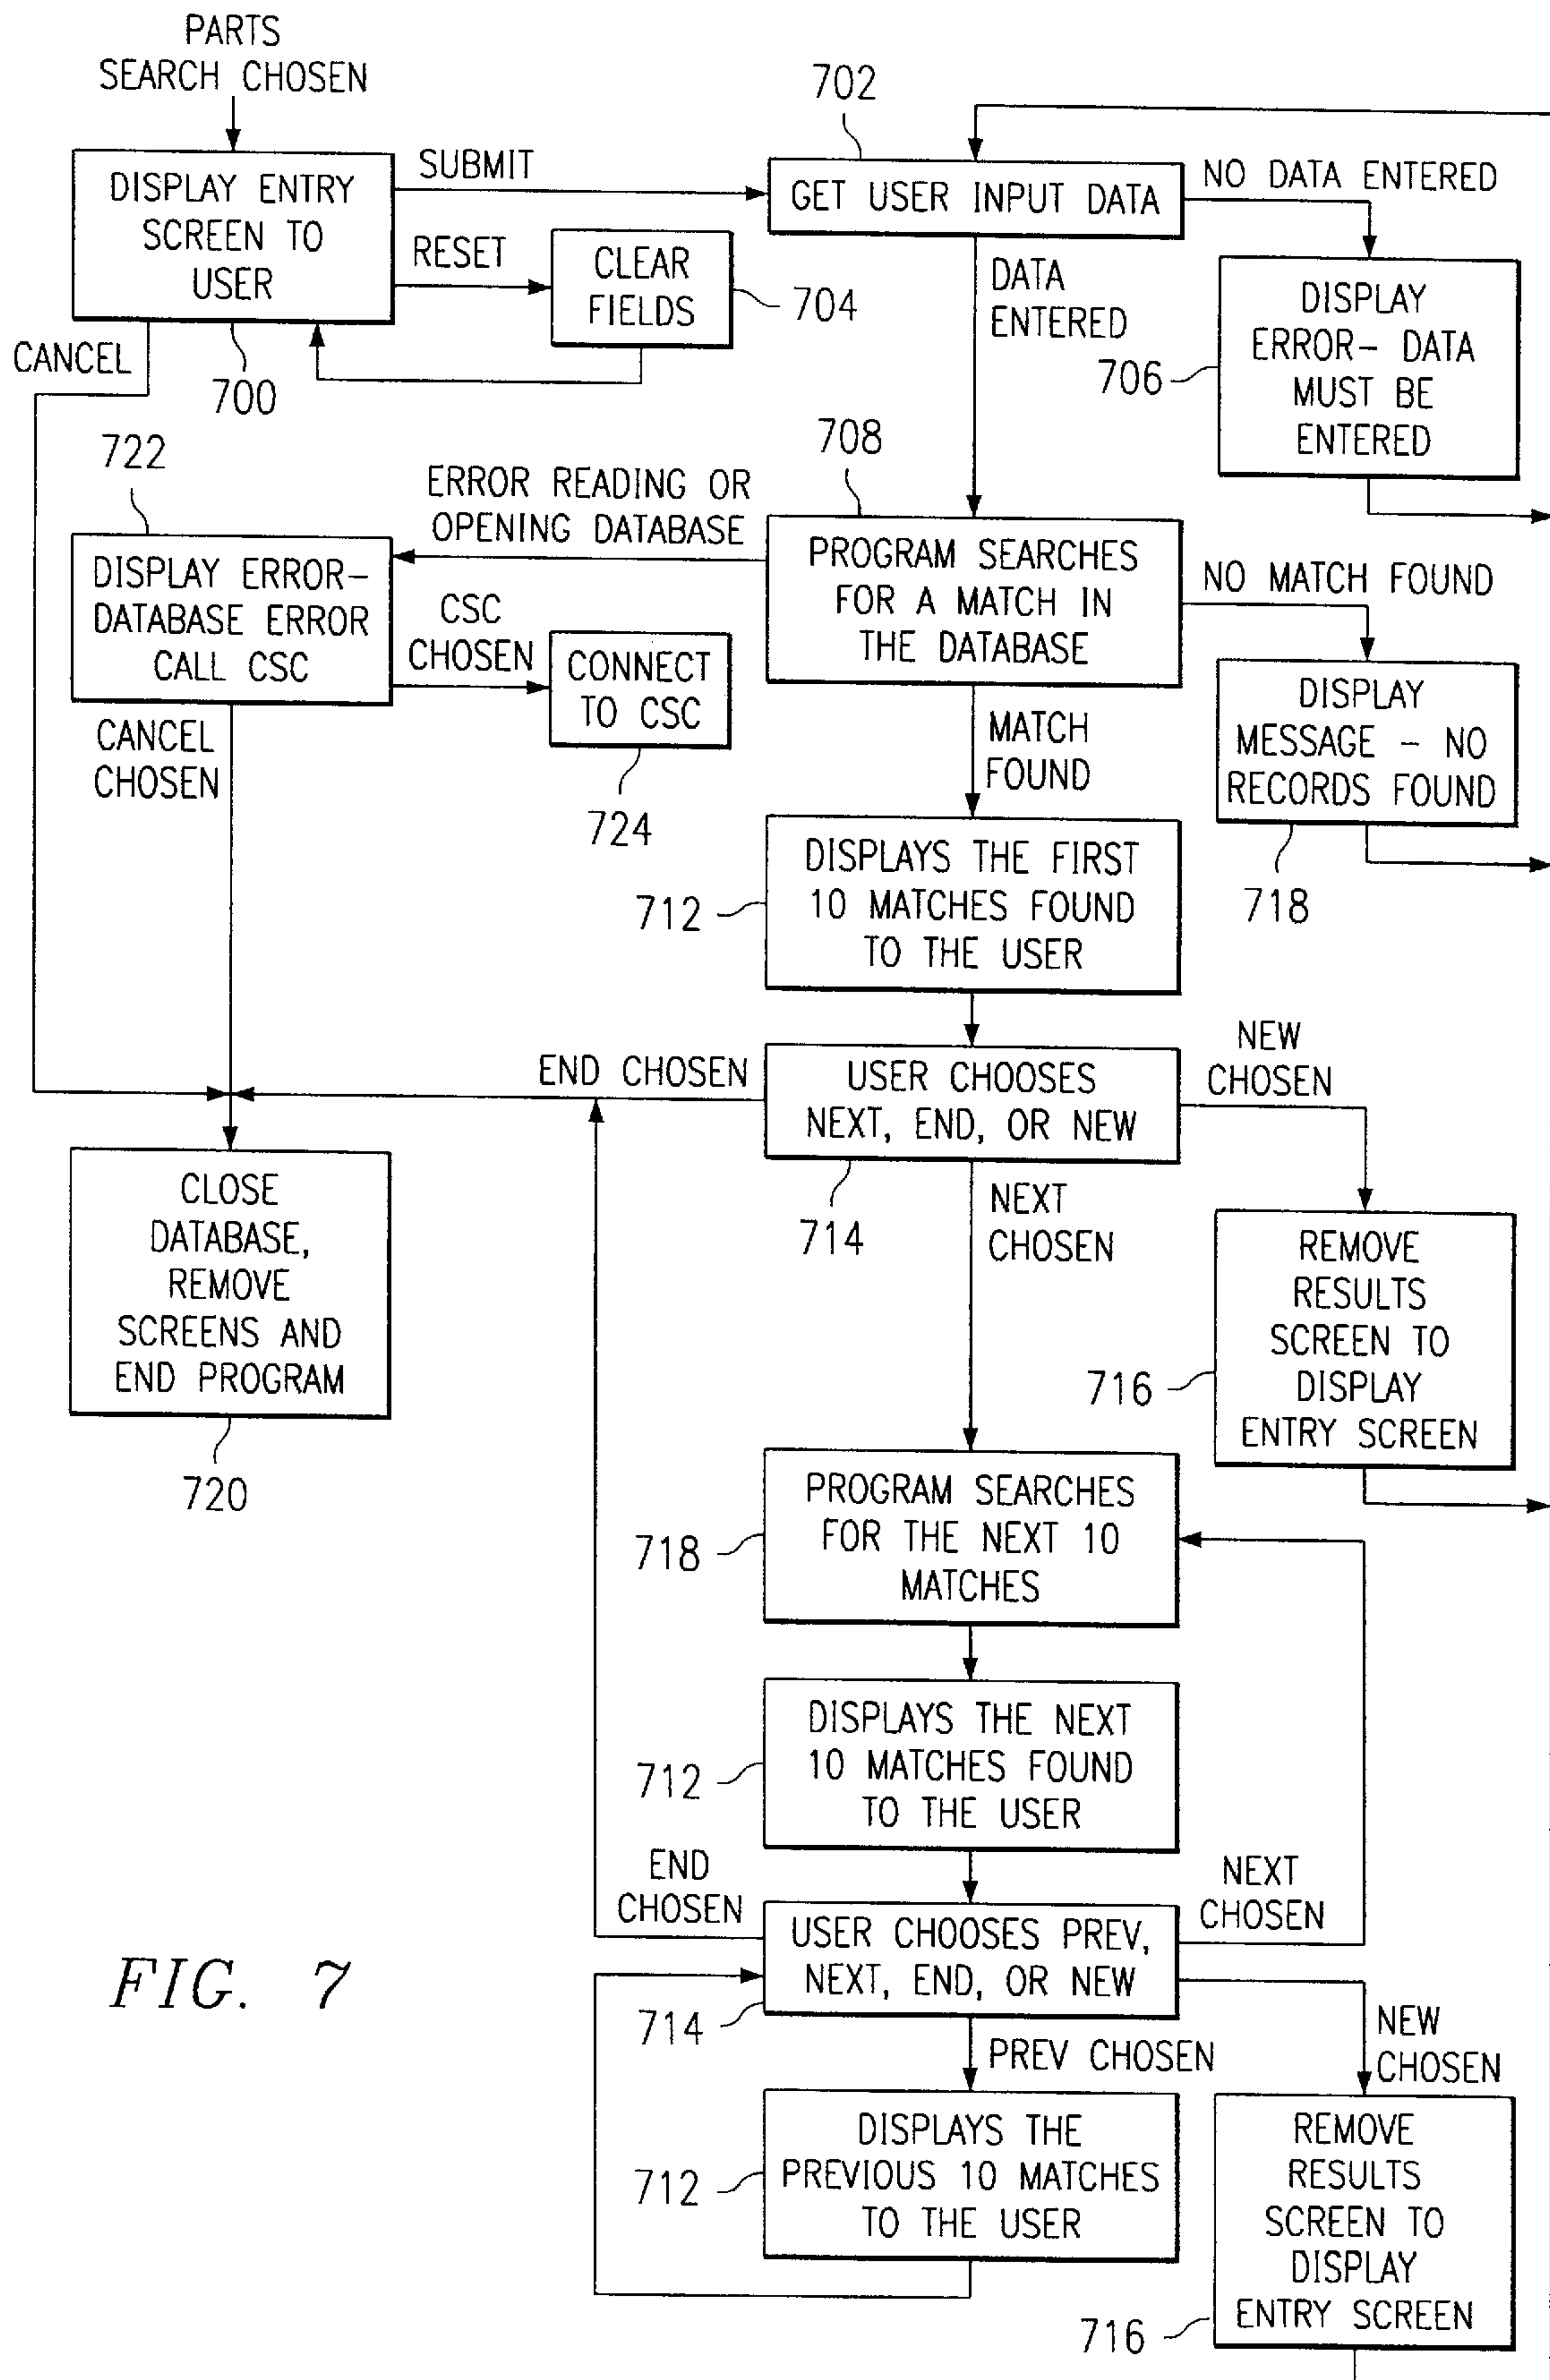 PARTS
SEARCH CHOSEN
DISPLAY ENTRY
SCREEN TO
USER
700
SUBMIT
RESET
CANCEL
CLEAR
FIELDS
704
702
GET USER INPUT DATA
NO DATA ENTERED
DATA
ENTERED
DISPLAY
ERROR- DATA
MUST BE
ENTERED
706
708
PROGRAM SEARCHES
FOR A MATCH IN
THE DATABASE
ERROR READING OR
OPENING DATABASE
722
DISPLAY ERROR-
DATABASE ERROR
CALL CSC
CSC
CHOSEN
CONNECT
TO CSC
724
CANCEL
CHOSEN
NO MATCH FOUND
DISPLAY
MESSAGE - NO
RECORDS FOUND
718
MATCH
FOUND
DISPLAYS THE FIRST
10 MATCHES FOUND
TO THE USER
712
USER CHOOSES
NEXT, END, OR NEW
714
END CHOSEN
NEW
CHOSEN
NEXT
CHOSEN
CLOSE
DATABASE,
REMOVE
SCREENS AND
END PROGRAM
720
REMOVE
RESULTS
SCREEN TO
DISPLAY
ENTRY SCREEN
716
PROGRAM SEARCHES
FOR THE NEXT 10
MATCHES
718
DISPLAYS THE NEXT
10 MATCHES FOUND
TO THE USER
712
END
CHOSEN
NEXT
CHOSEN
USER CHOOSES PREV,
NEXT, END, OR NEW
714
PREV CHOSEN
NEW
CHOSEN
DISPLAYS THE
PREVIOUS 10 MATCHES
TO THE USER
712
REMOVE
RESULTS
SCREEN TO
DISPLAY
ENTRY SCREEN
716
FIG. 7